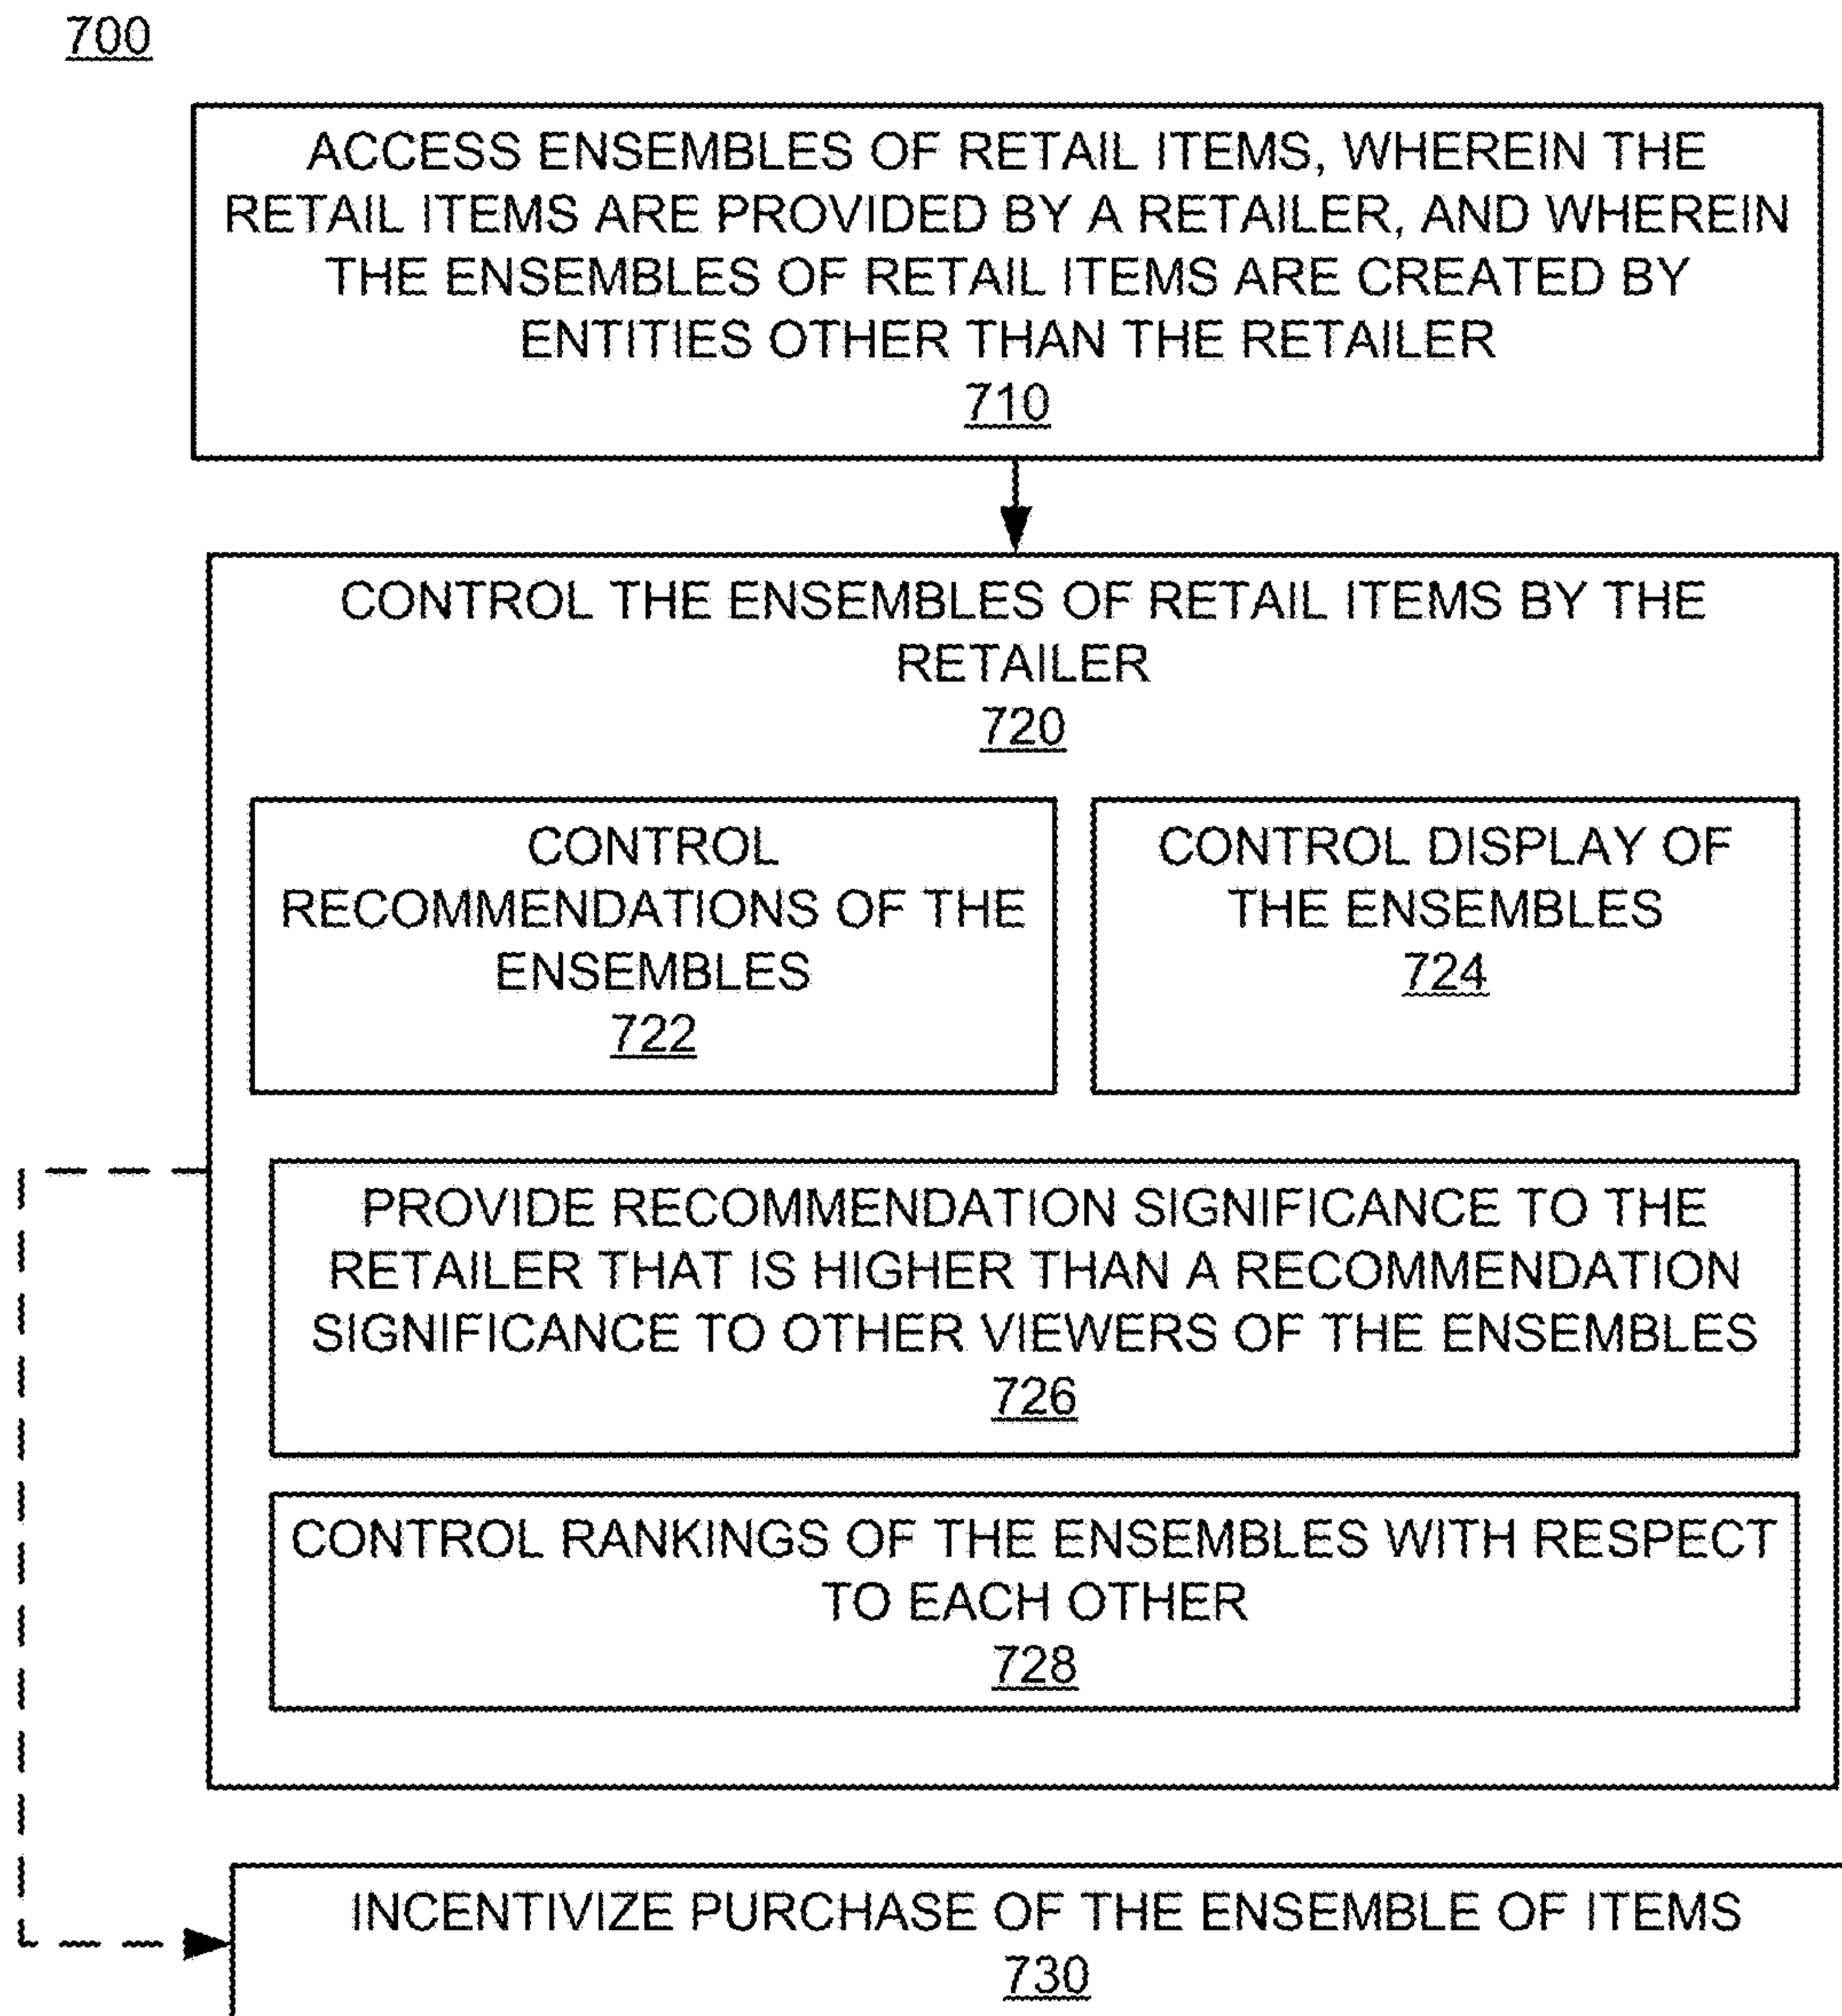 700
ACCESS ENSEMBLES OF RETAIL ITEMS, WHEREIN THE
RETAIL ITEMS ARE PROVIDED BY A RETAILER, AND WHEREIN
THE ENSEMBLES OF RETAIL ITEMS ARE CREATED BY
ENTITIES OTHER THAN THE RETAILER
710
CONTROL THE ENSEMBLES OF RETAIL ITEMS BY THE
RETAILER
720
CONTROL
RECOMMENDATIONS OF THE
ENSEMBLES
722
CONTROL DISPLAY OF
THE ENSEMBLES
724
PROVIDE RECOMMENDATION SIGNIFICANCE TO THE
RETAILER THAT IS HIGHER THAN A RECOMMENDATION
SIGNIFICANCE TO OTHER VIEWERS OF THE ENSEMBLES
726
CONTROL RANKINGS OF THE ENSEMBLES WITH RESPECT
TO EACH OTHER
728
INCENTIVIZE PURCHASE OF THE ENSEMBLE OF ITEMS
730